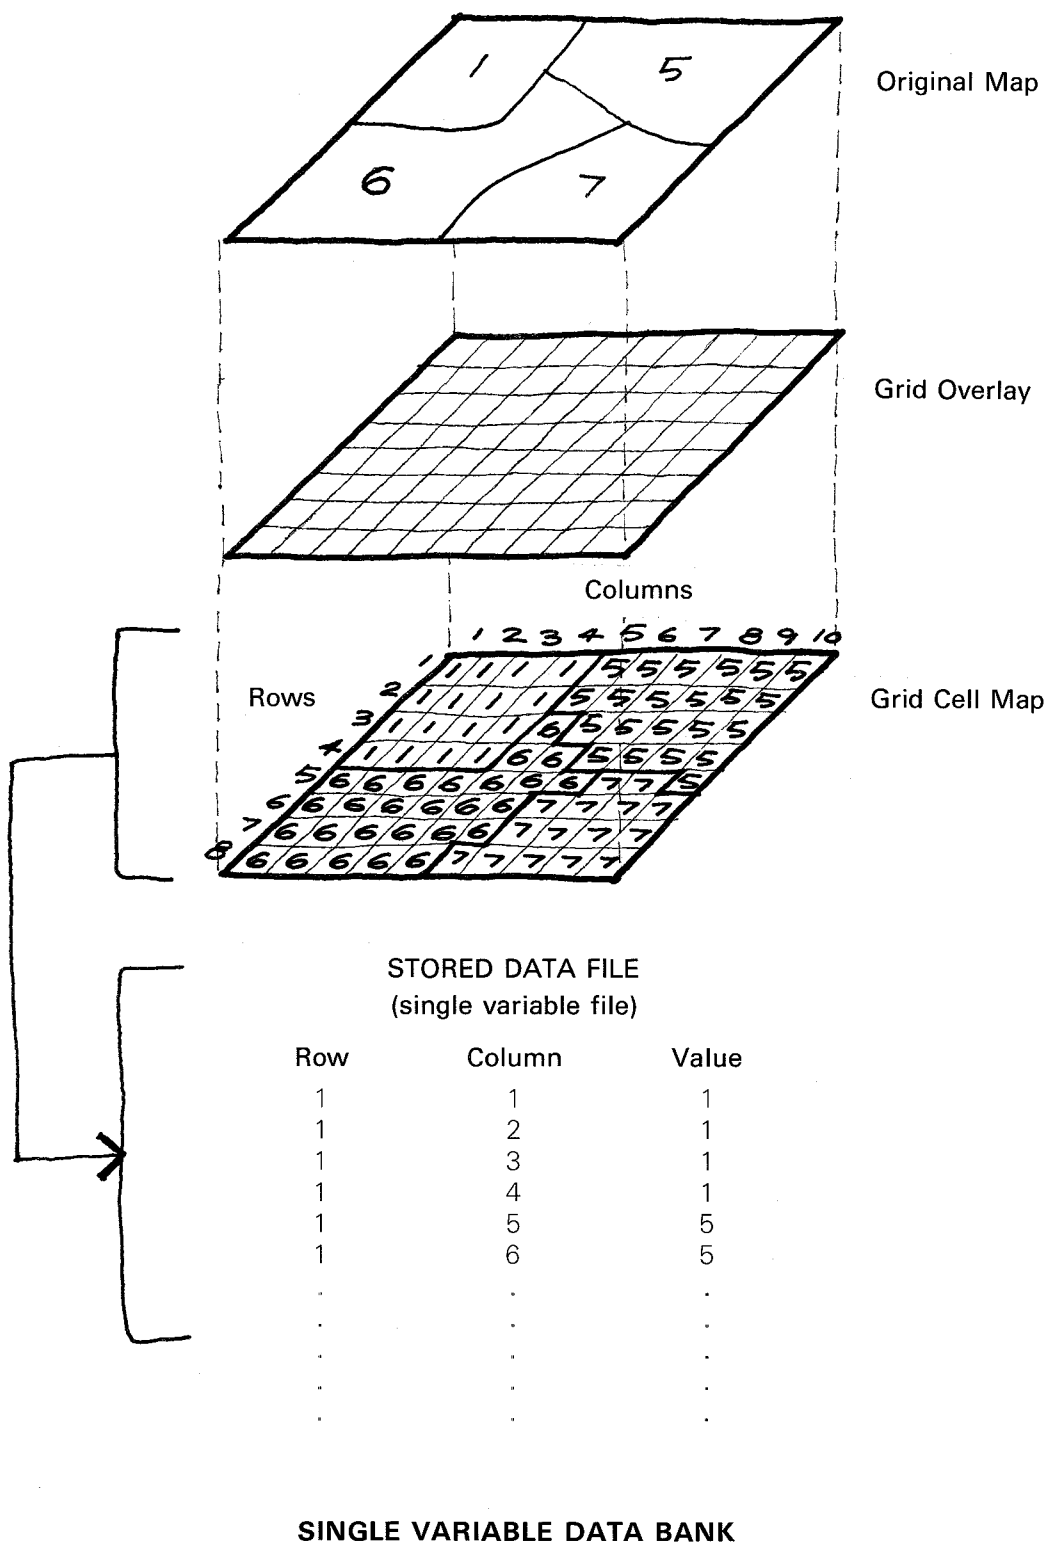 1 5
Original Map
6 7
Grid Overlay
Columns
1 2 3 4 5 6 7 8 9 10
Rows
Grid Cell Map
1 1 1 1 1 5 5 5 5 5 5
2 1 1 1 1 5 5 5 5 5 5
3 1 1 1 1 6 5 5 5 5 5
4 1 1 1 1 6 6 5 5 5 5
5 6 6 6 6 6 6 6 7 7 5
6 6 6 6 6 6 6 7 7 7 7
7 6 6 6 6 6 6 7 7 7 7
8 6 6 6 6 6 7 7 7 7 7
STORED DATA FILE
(single variable file)
Row Column Value
1 1 1
1 2 1
1 3 1
1 4 1
1 5 5
1 6 5
. . .
. . .
. . .
. . .
. . .
SINGLE VARIABLE DATA BANK